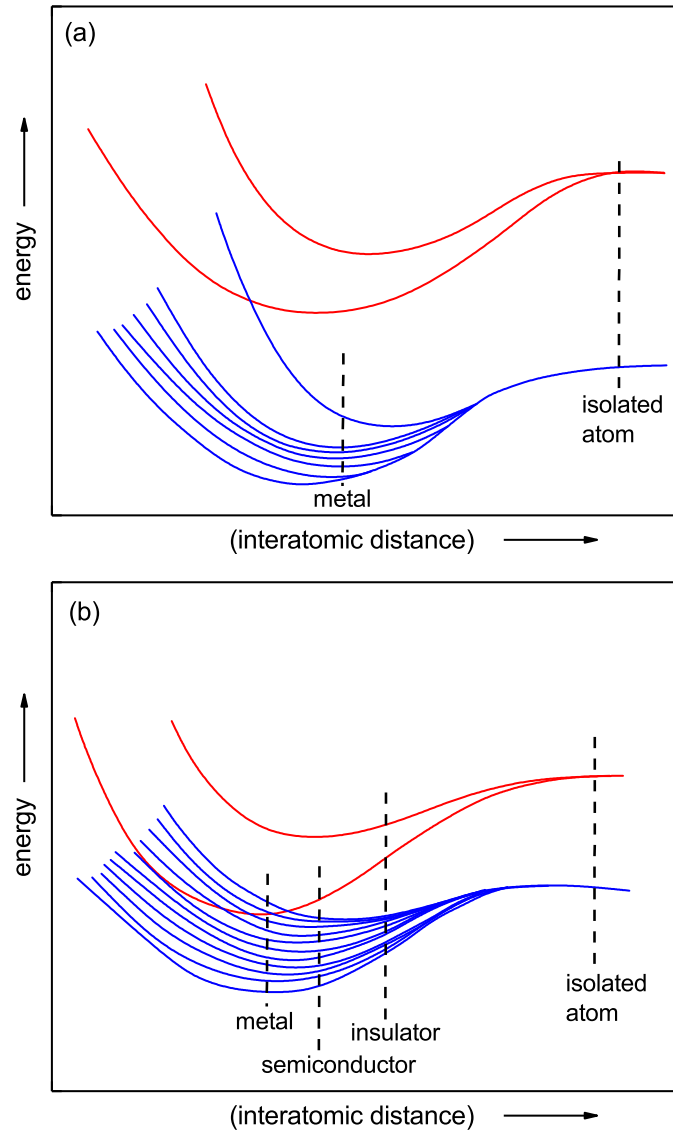 (a)
energy
isolated
atom
metal
(interatomic distance)
(b)
energy
isolated
atom
metal
insulator
semiconductor
(interatomic distance)